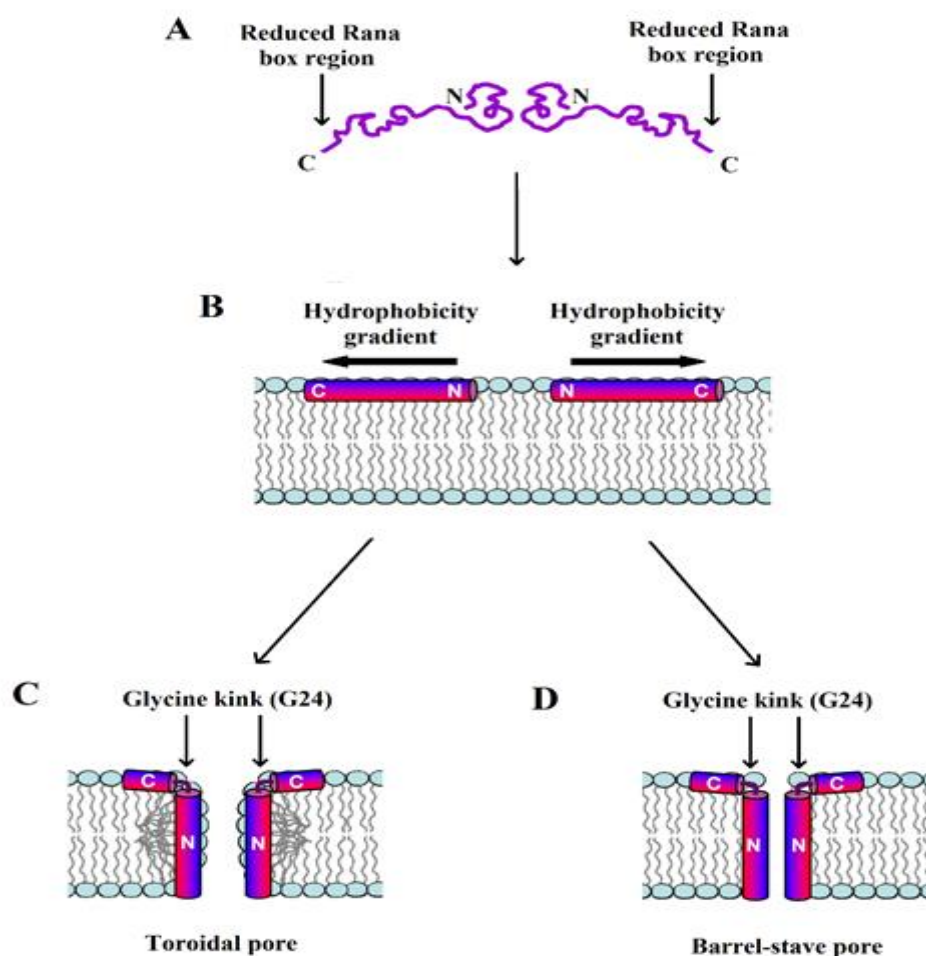 A
Reduced Rana
box region
Reduced Rana
box region
N
N
C
C
B
Hydrophobicity
gradient
Hydrophobicity
gradient
C
N
N
C
C
Glycine kink (G24)
D
Glycine kink (G24)
C
C
C
C
N
N
N
N
Toroidal pore
Barrel-stave pore